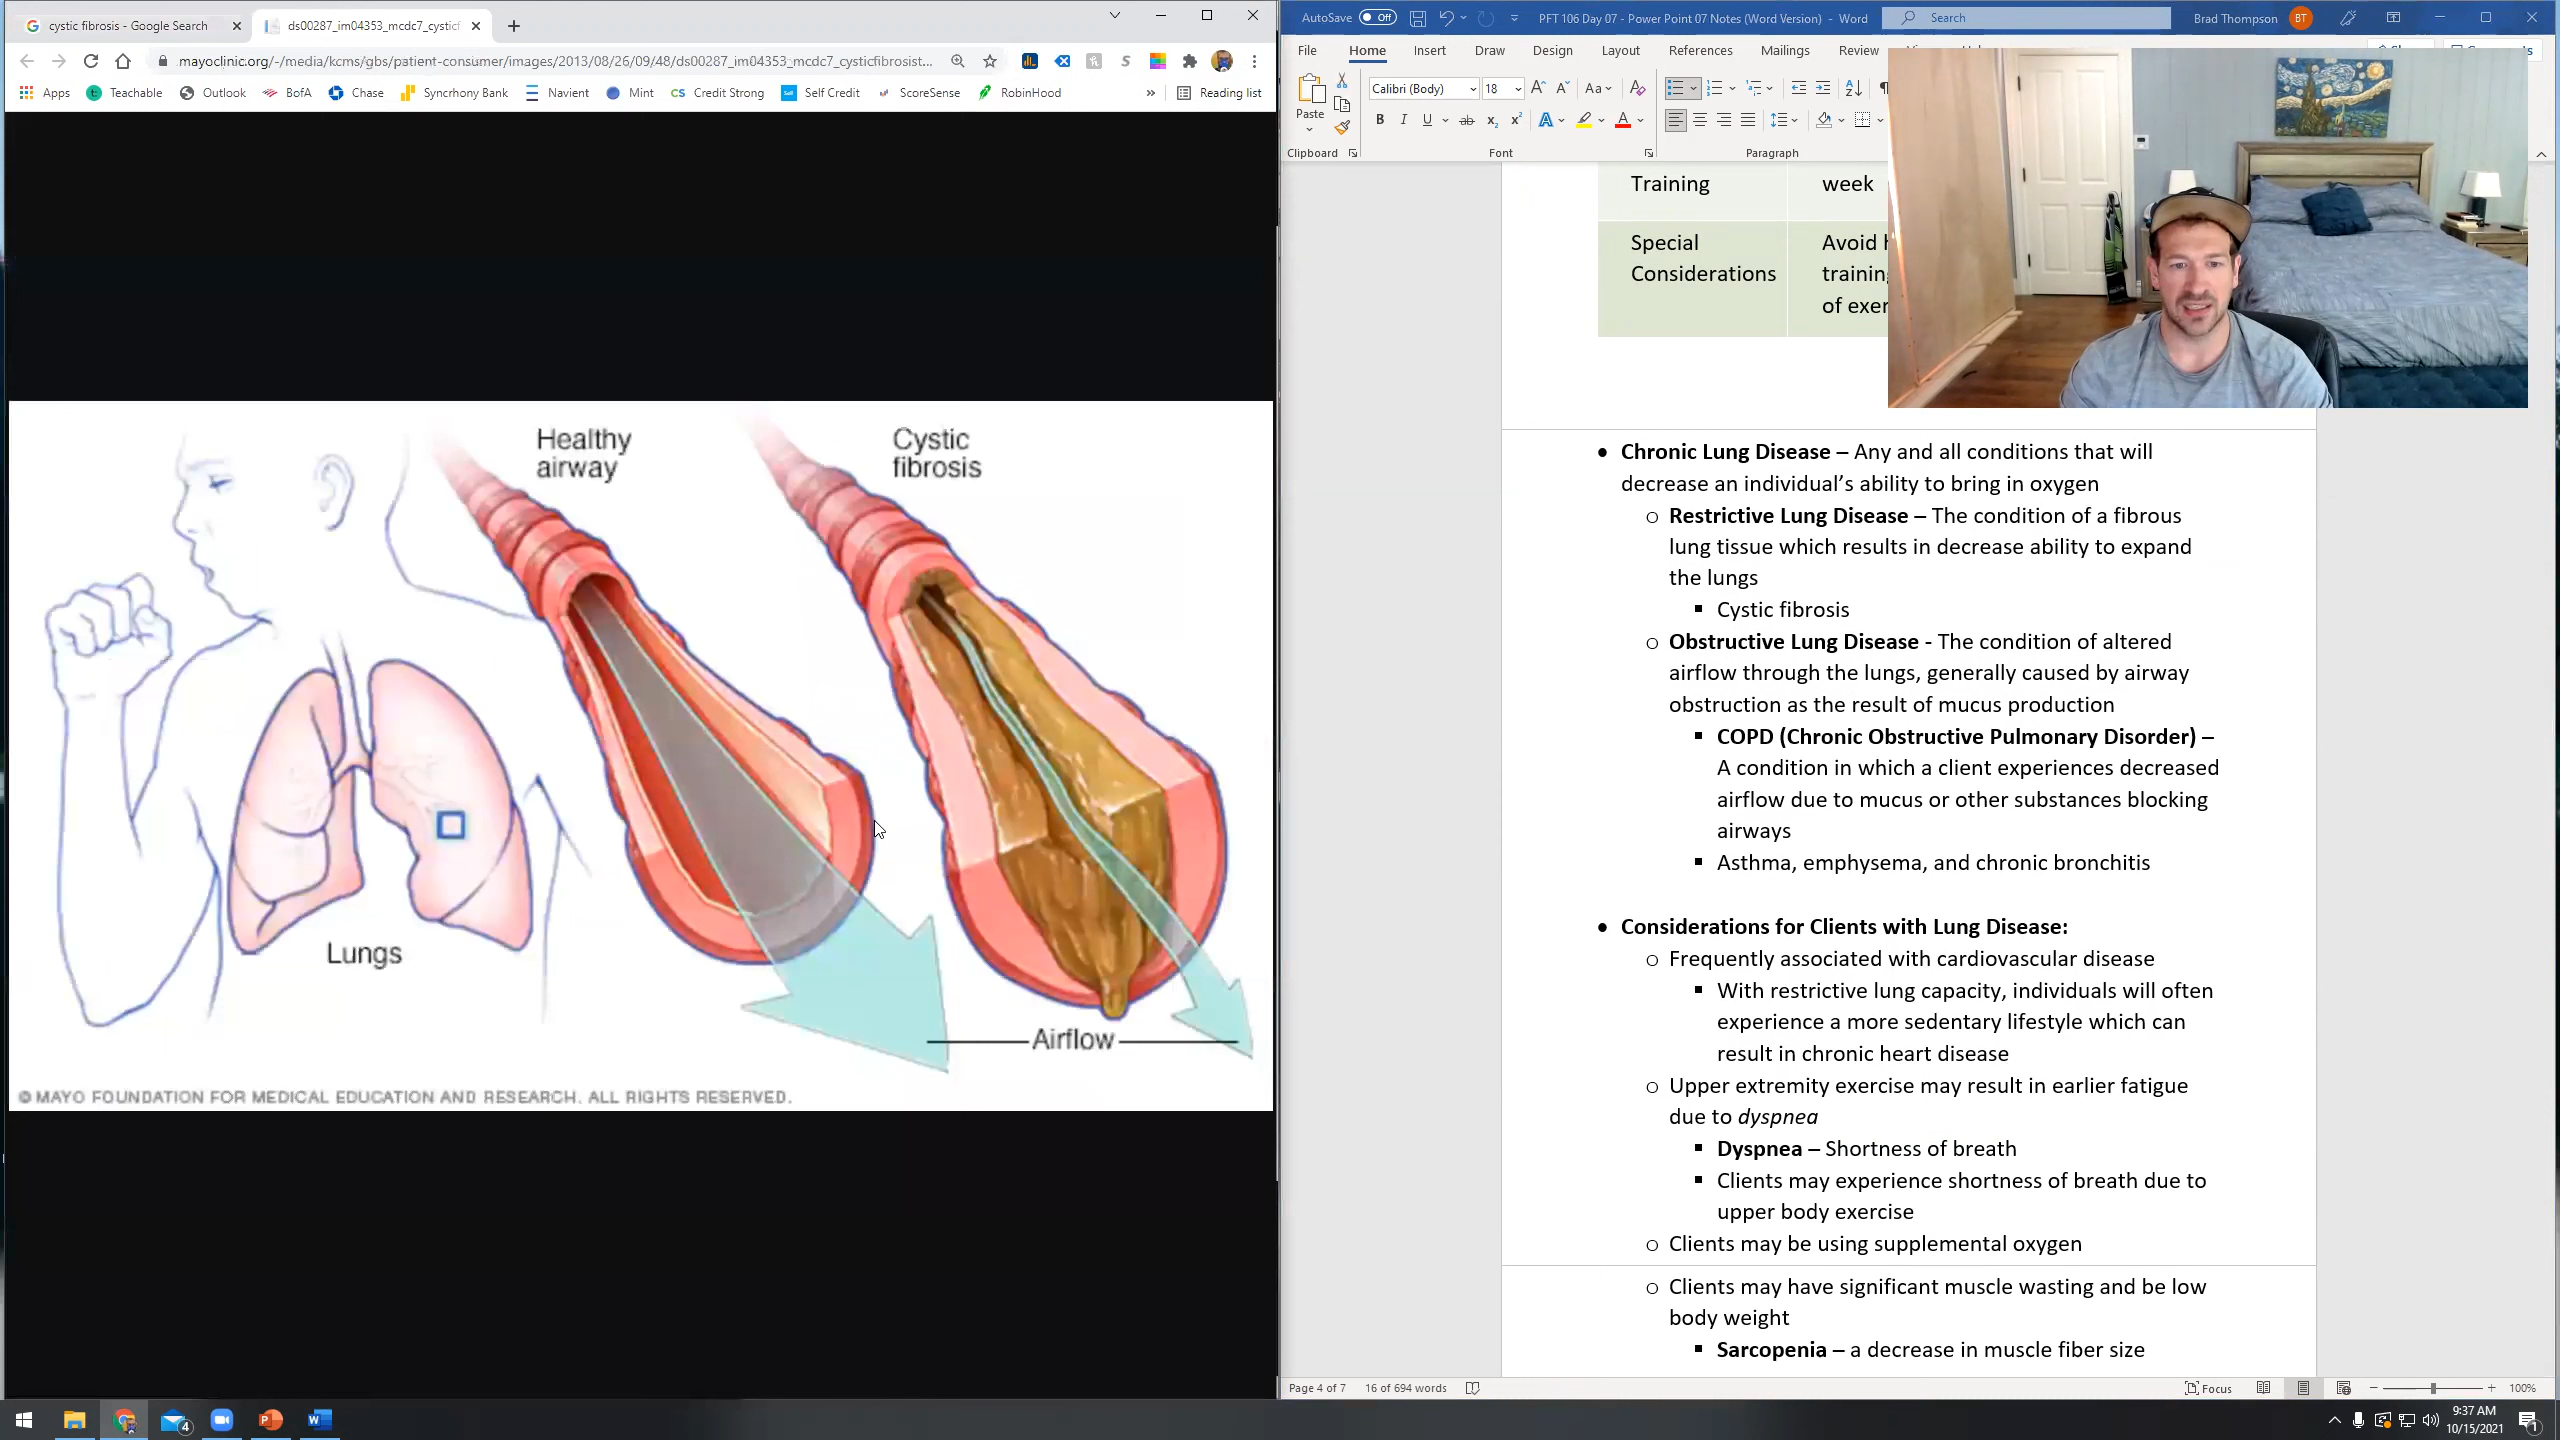 cystic fibrosis - Google Search
ds00287_im04353_mcdc7_cysticf
mayoclinic.org/-/media/kcms/gbs/patient-consumer/images/2013/08/26/09/48/ds00287_im04353_mcdc7_cysticfibrosist...
Apps Teachable Outlook BofA Chase Syncrhony Bank Navient Mint CS Credit Strong Self Credit ScoreSense RobinHood » Reading list
Healthy
airway
Cystic
fibrosis
Lungs
Airflow
© MAYO FOUNDATION FOR MEDICAL EDUCATION AND RESEARCH. ALL RIGHTS RESERVED.
AutoSave Off PFT 106 Day 07 - Power Point 07 Notes (Word Version) - Word Search Brad Thompson BT
File Home Insert Draw Design Layout References Mailings Review
Calibri (Body) 18 Aa
Paste B I U ab x₂ x² A A
Clipboard Font Paragraph
Training week
Special
Considerations
Avoid
of
• Chronic Lung Disease – Any and all conditions that will
decrease an individual’s ability to bring in oxygen
o Restrictive Lung Disease – The condition of a fibrous
lung tissue which results in decrease ability to expand
the lungs
▪ Cystic fibrosis
o Obstructive Lung Disease - The condition of altered
airflow through the lungs, generally caused by airway
obstruction as the result of mucus production
▪ COPD (Chronic Obstructive Pulmonary Disorder) –
A condition in which a client experiences decreased
airflow due to mucus or other substances blocking
airways
▪ Asthma, emphysema, and chronic bronchitis
• Considerations for Clients with Lung Disease:
o Frequently associated with cardiovascular disease
▪ With restrictive lung capacity, individuals will often
experience a more sedentary lifestyle which can
result in chronic heart disease
o Upper extremity exercise may result in earlier fatigue
due to dyspnea
▪ Dyspnea – Shortness of breath
▪ Clients may experience shortness of breath due to
upper body exercise
o Clients may be using supplemental oxygen
o Clients may have significant muscle wasting and be low
body weight
▪ Sarcopenia – a decrease in muscle fiber size
Page 4 of 7 16 of 694 words Focus 100%
4
9:37 AM
10/15/2021
1